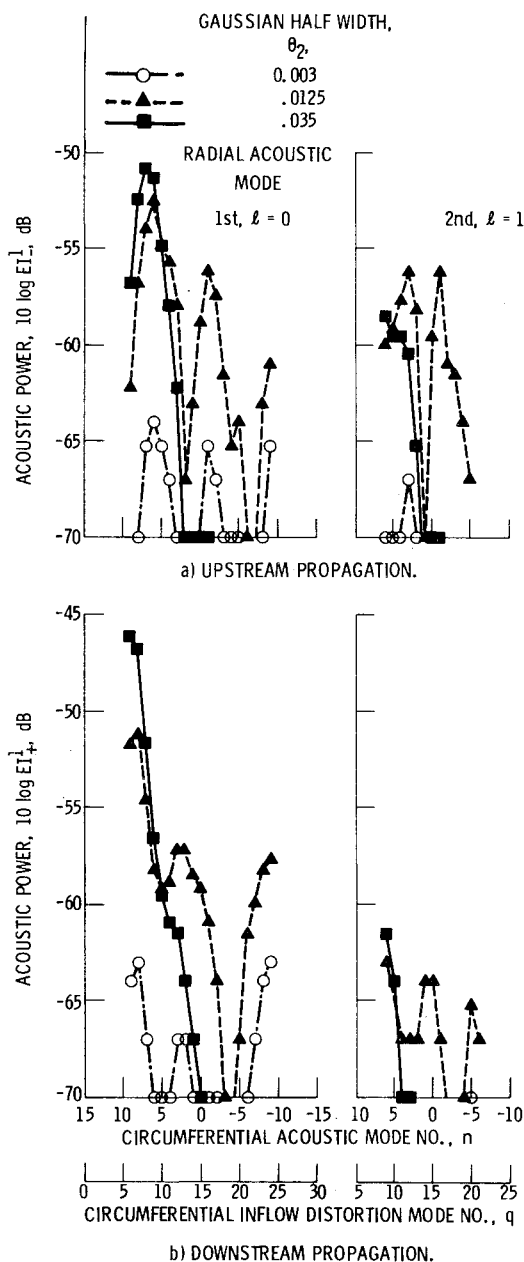 GAUSSIAN HALF WIDTH,
θ2,
0.003
.0125
.035
RADIAL ACOUSTIC
MODE
1st, ℓ = 0
2nd, ℓ = 1
ACOUSTIC POWER, 10 log EI1-, dB
-50
-55
-60
-65
-70
a) UPSTREAM PROPAGATION.
ACOUSTIC POWER, 10 log EI1+, dB
-45
-50
-55
-60
-65
-70
15 10 5 0 -5 -10 -15
10 5 0 -5 -10
CIRCUMFERENTIAL ACOUSTIC MODE NO., n
0 5 10 15 20 25 30
5 10 15 20 25
CIRCUMFERENTIAL INFLOW DISTORTION MODE NO., q
b) DOWNSTREAM PROPAGATION.